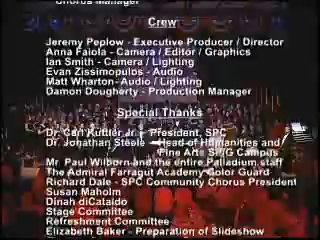 Chorus Manager
Crew
Jeremy Peplow - Executive Producer / Director
Anna Faiola - Camera / Editor / Graphics
Ian Smith - Camera / Lighting
Evan Zissimopulos - Audio
Matt Wharton- Audio / Lighting
Damon Dougherty - Production Manager
Special Thanks
Dr. Carl Kuttler Jr. - President, SPC
Dr. Jonathan Steele - Head of Humanities and
Fine Arts SP/G Campus
Mr. Paul Wilborn and the entire Palladium staff
The Admiral Farragut Academy Color Guard
Richard Dale - SPC Community Chorus President
Susan Maholm
Dinah diCataldo
Stage Committee
Refreshment Committee
Elizabeth Baker - Preparation of Slideshow